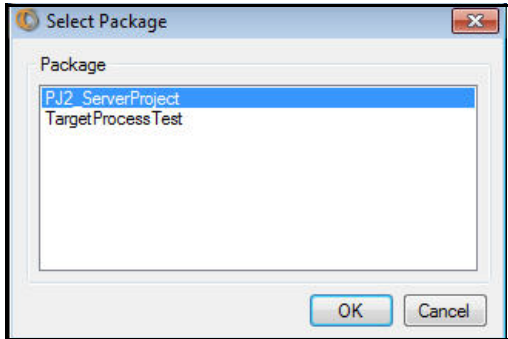 Select Package
Package
PJ2_ServerProject
TargetProcessTest
OK Cancel